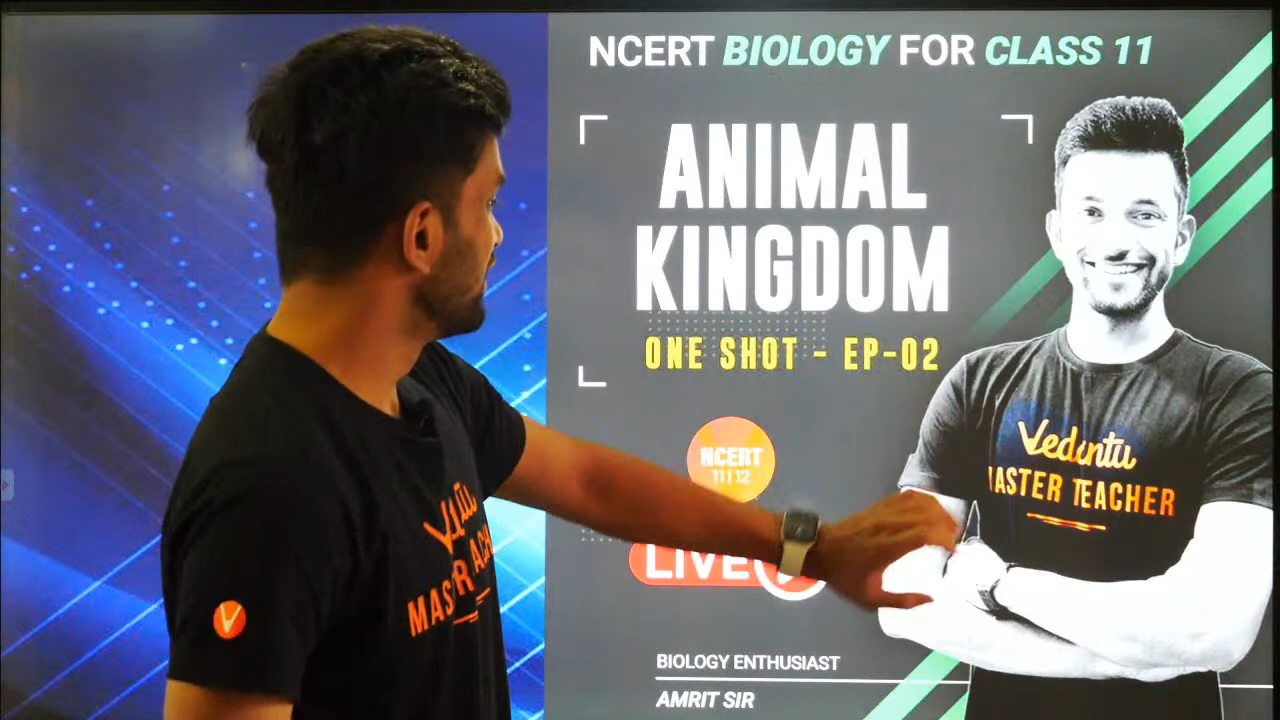 NCERT BIOLOGY FOR CLASS 11
ANIMAL
KINGDOM
ONE SHOT - EP-02
NCERT
11 | 12
LIVE
Vedantu
MASTER TEACHER
BIOLOGY ENTHUSIAST
AMRIT SIR